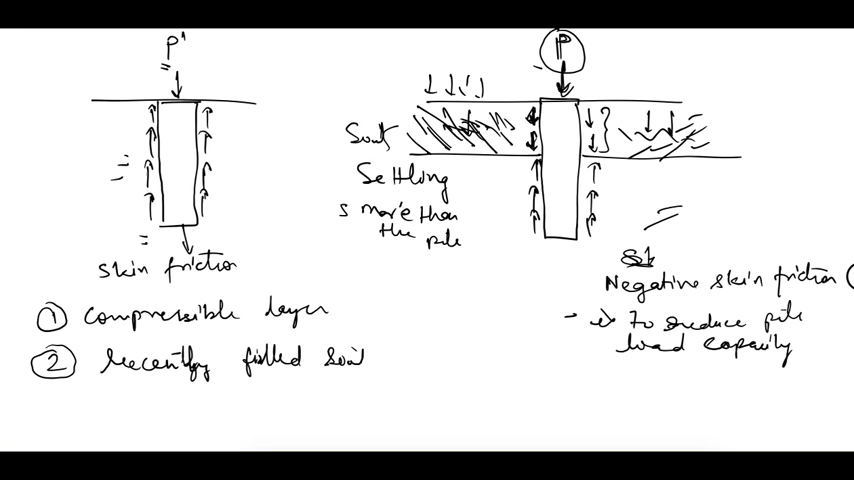 P'
skin friction
① compressible layer
② Recently filled soil
P
Soil
Settling
is more than
the pile
Negative skin friction (
To reduce pile
load capacity